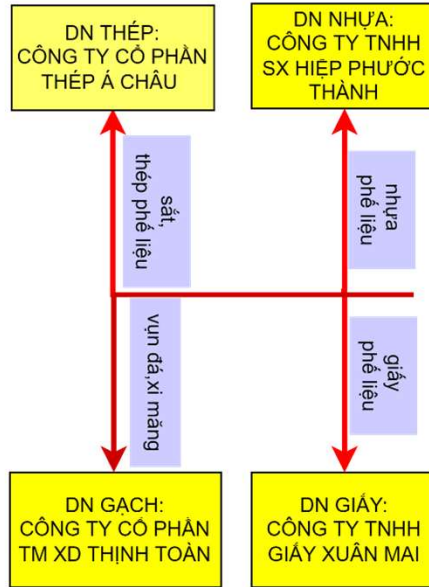 DN THÉP:
CÔNG TY CỔ PHẦN
THÉP Á CHÂU
DN NHỰA:
CÔNG TY TNHH
SX HIỆP PHƯỚC
THÀNH
sắt,
thép phế liệu
nhựa
phế liệu
vụn đá,xi măng
giấy
phế liệu
DN GẠCH:
CÔNG TY CỔ PHẦN
TM XD THỊNH TOÀN
DN GIẤY:
CÔNG TY TNHH
GIẤY XUÂN MAI